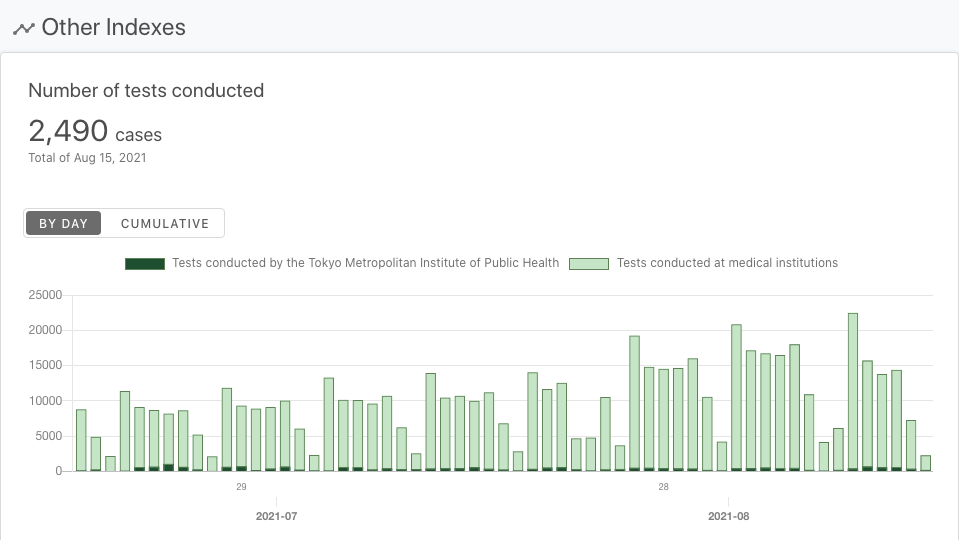 Other Indexes
Number of tests conducted
2,490 cases
Total of Aug 15, 2021
BY DAY CUMULATIVE
Tests conducted by the Tokyo Metropolitan Institute of Public Health Tests conducted at medical institutions
25000
20000
15000
10000
5000
0
29 28
2021-07 2021-08